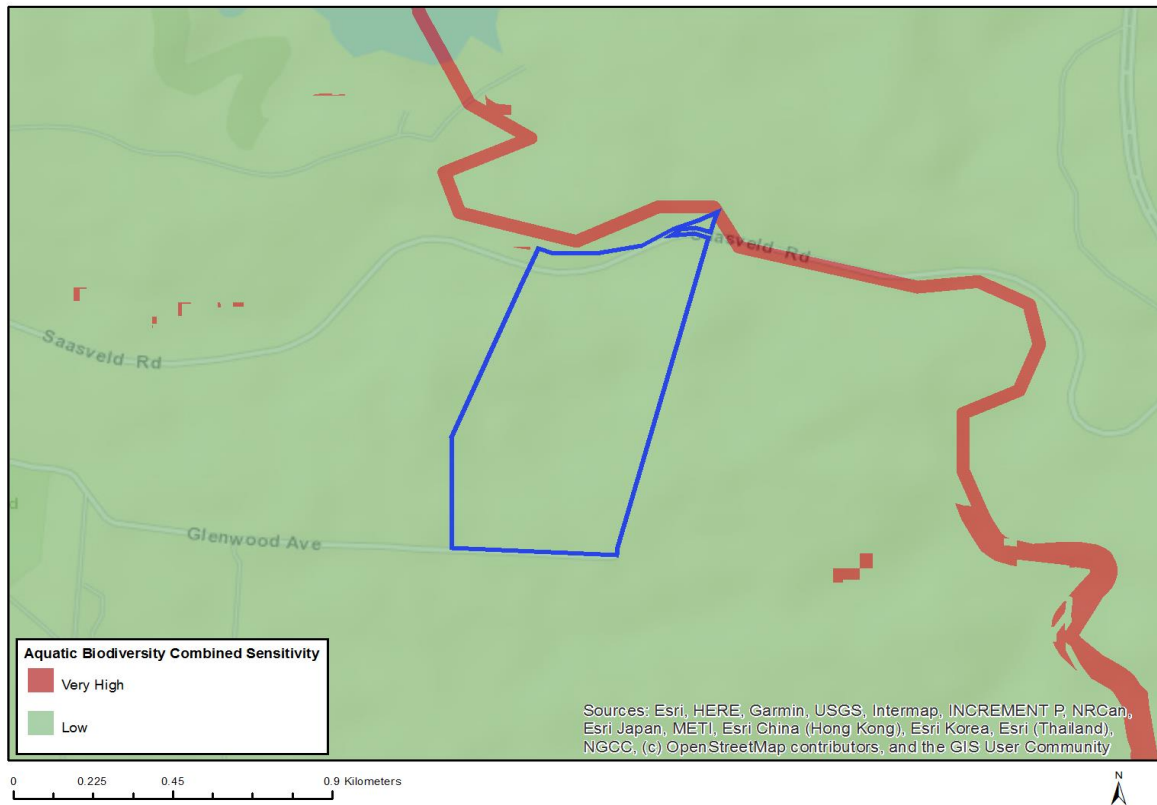 Saasveld Rd
Saasveld Rd
d
Glenwood Ave
Aquatic Biodiversity Combined Sensitivity
Very High
Low
Sources: Esri, HERE, Garmin, USGS, Intermap, INCREMENT P, NRCan,
Esri Japan, METI, Esri China (Hong Kong), Esri Korea, Esri (Thailand),
NGCC, (c) OpenStreetMap contributors, and the GIS User Community
0 0.225 0.45 0.9 Kilometers
N